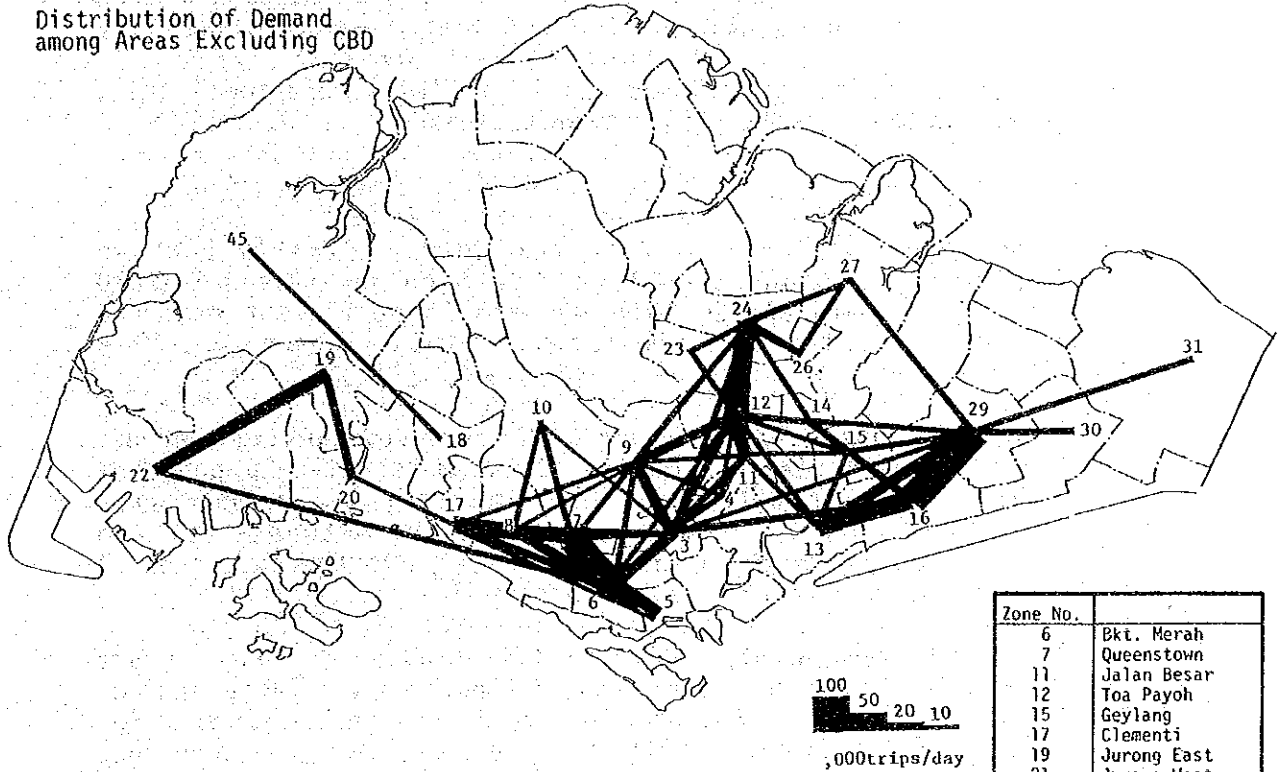 Distribution of Demand
among Areas Excluding CBD
45
27
24
23
26
31
19
10
12
14
29
30
18
9
15
22
20
11
17
8
7
4
16
3
13
6
5
100 50 20 10
,000trips/day
Zone No.
6 Bkt. Merah
7 Queenstown
11 Jalan Besar
12 Toa Payoh
15 Geylang
17 Clementi
19 Jurong East